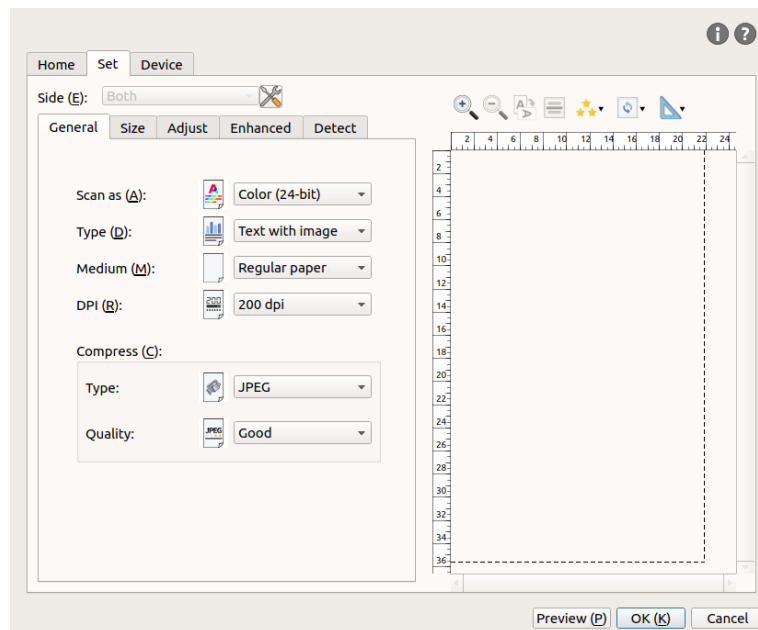 i ?
Home Set Device
Side (E): Both
General Size Adjust Enhanced Detect
Scan as (A): A Color (24-bit)
Type (D): Text with image
Medium (M): Regular paper
DPI (R): 200 200 dpi
Compress (C):
Type: JPEG
Quality: JPEG Good
A A
2 4 6 8 10 12 14 16 18 20 22 24
2
4
6
8
10
12
14
16
18
20
22
24
26
28
30
32
34
36
Preview (P) OK (K) Cancel